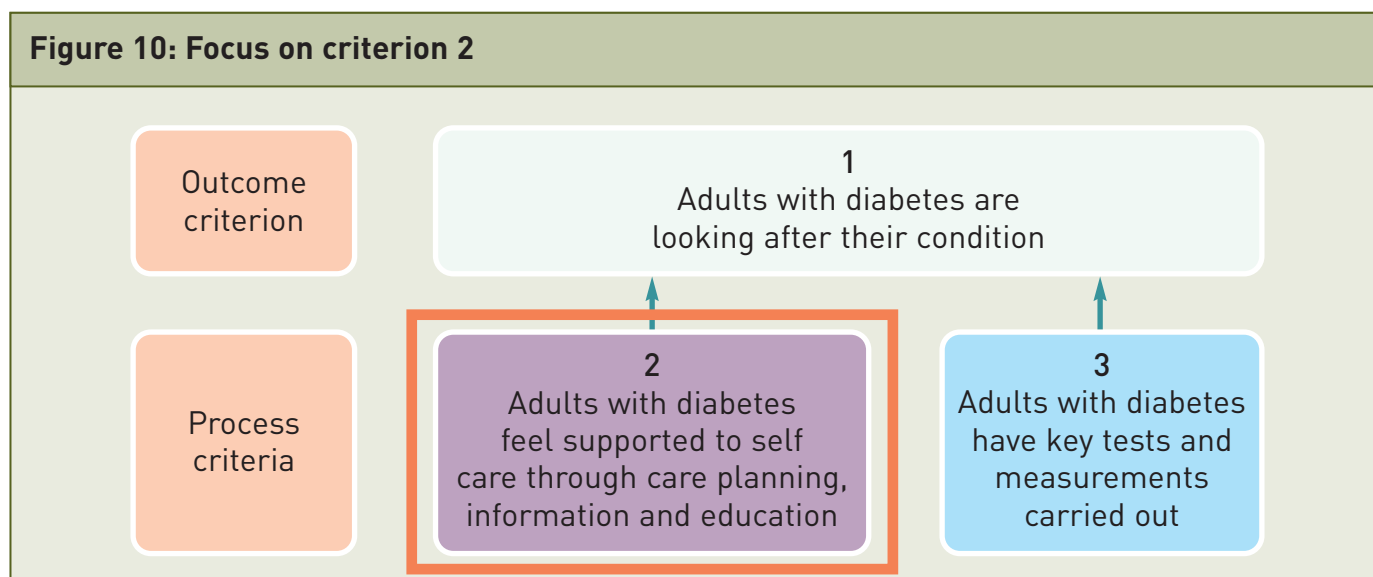 Figure 10: Focus on criterion 2
Outcome
criterion
1
Adults with diabetes are
looking after their condition
Process
criteria
2
Adults with diabetes
feel supported to self
care through care planning,
information and education
3
Adults with diabetes
have key tests and
measurements
carried out